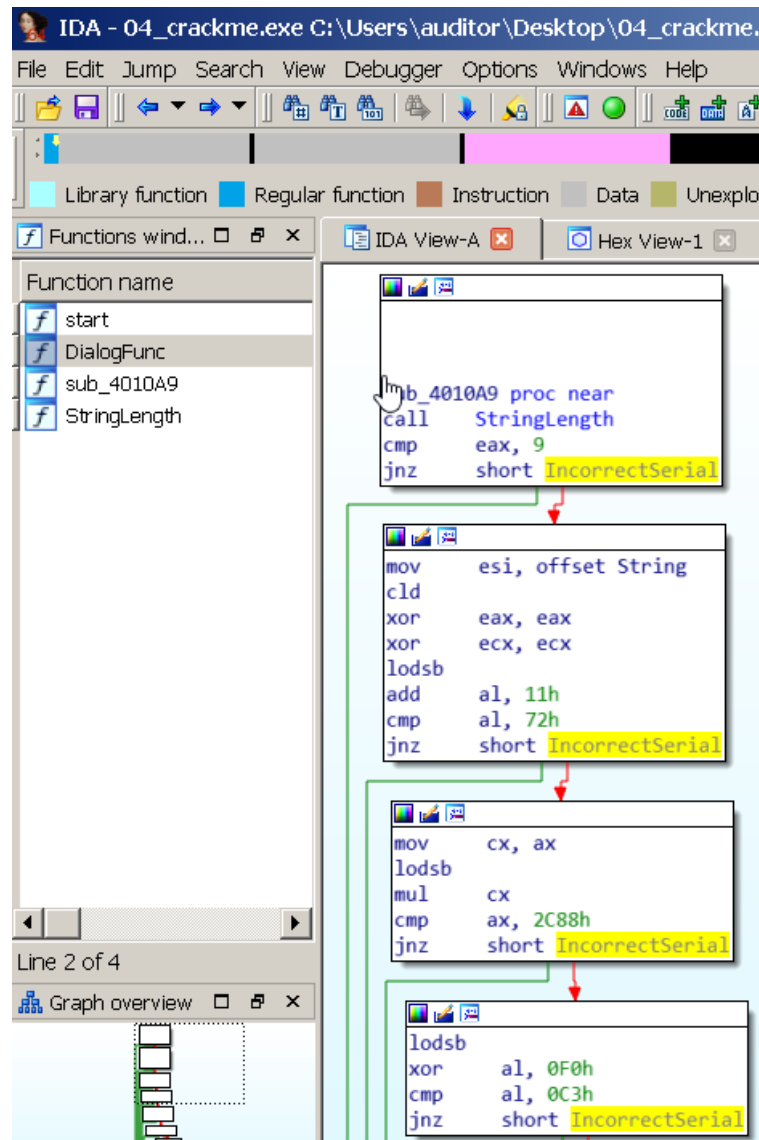 IDA - 04_crackme.exe C:\Users\auditor\Desktop\04_crackme.
File Edit Jump Search View Debugger Options Windows Help
Library function Regular function Instruction Data Unexplo
Functions wind...
IDA View-A
Hex View-1
Function name
start
DialogFunc
sub_4010A9
StringLength
Line 2 of 4
Graph overview
ub_4010A9 proc near
call StringLength
cmp eax, 9
jnz short IncorrectSerial
mov esi, offset String
cld
xor eax, eax
xor ecx, ecx
lodsb
add al, 11h
cmp al, 72h
jnz short IncorrectSerial
mov cx, ax
lodsb
mul cx
cmp ax, 2C88h
jnz short IncorrectSerial
lodsb
xor al, 0F0h
cmp al, 0C3h
jnz short IncorrectSerial